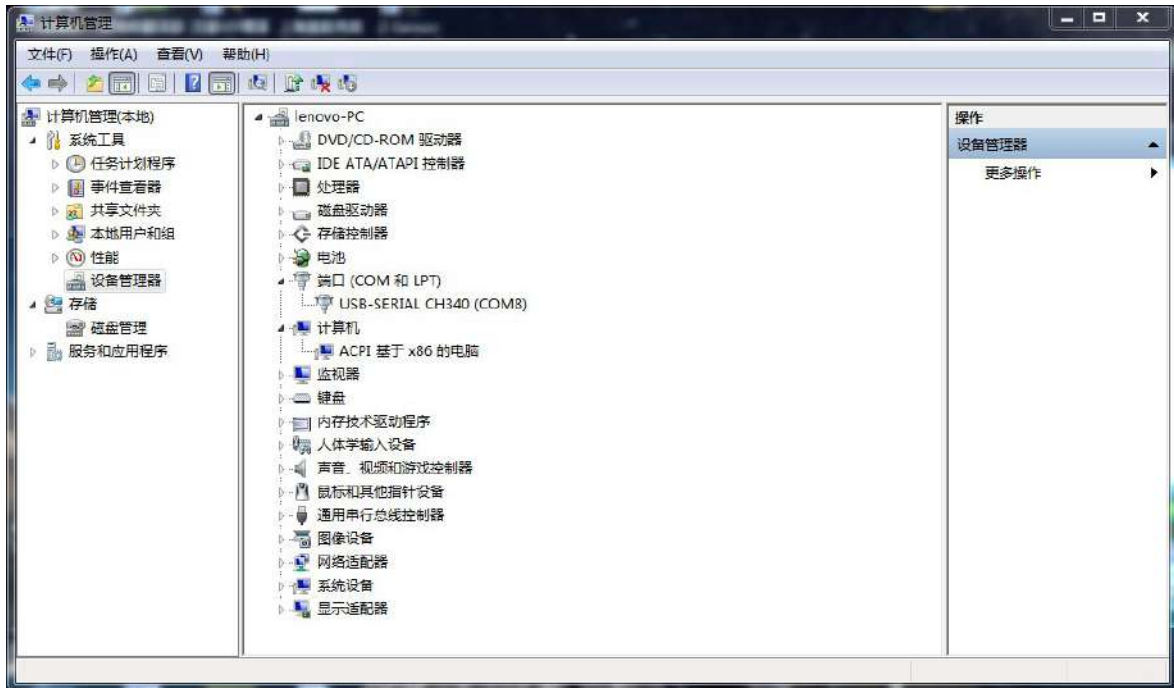 计算机管理
文件(F) 操作(A) 查看(V) 帮助(H)
计算机管理(本地)
系统工具
任务计划程序
事件查看器
共享文件夹
本地用户和组
性能
设备管理器
存储
磁盘管理
服务和应用程序
lenovo-PC
DVD/CD-ROM 驱动器
IDE ATA/ATAPI 控制器
处理器
磁盘驱动器
存储控制器
电池
端口 (COM 和 LPT)
USB-SERIAL CH340 (COM8)
计算机
ACPI 基于 x86 的电脑
监视器
键盘
内存技术驱动程序
人体学输入设备
声音、视频和游戏控制器
鼠标和其他指针设备
通用串行总线控制器
图像设备
网络适配器
系统设备
显示适配器
操作
设备管理器
更多操作